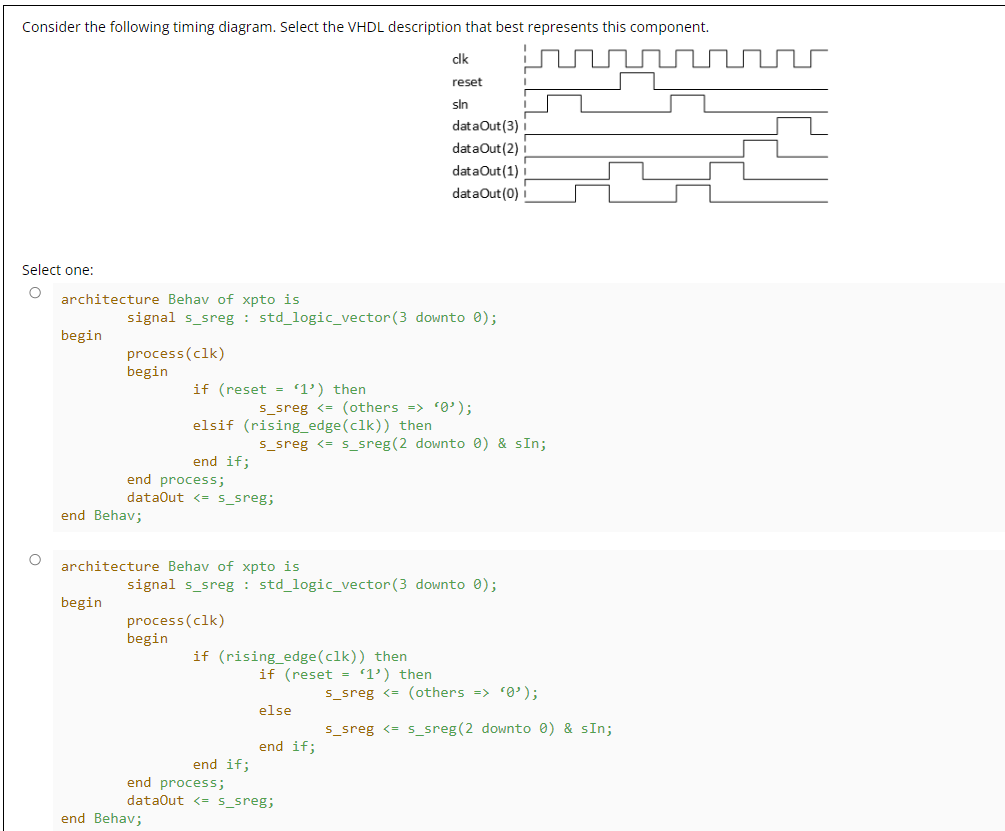 Consider the following timing diagram. Select the VHDL description that best represents this component.
clk
reset
sIn
dataOut(3)
dataOut(2)
dataOut(1)
dataOut(0)
Select one:
architecture Behav of xpto is
signal s_sreg : std_logic_vector(3 downto 0);
begin
process(clk)
begin
if (reset = ‘1’) then
s_sreg <= (others => ‘0’);
elsif (rising_edge(clk)) then
s_sreg <= s_sreg(2 downto 0) & sIn;
end if;
end process;
dataOut <= s_sreg;
end Behav;
architecture Behav of xpto is
signal s_sreg : std_logic_vector(3 downto 0);
begin
process(clk)
begin
if (rising_edge(clk)) then
if (reset = ‘1’) then
s_sreg <= (others => ‘0’);
else
s_sreg <= s_sreg(2 downto 0) & sIn;
end if;
end if;
end process;
dataOut <= s_sreg;
end Behav;